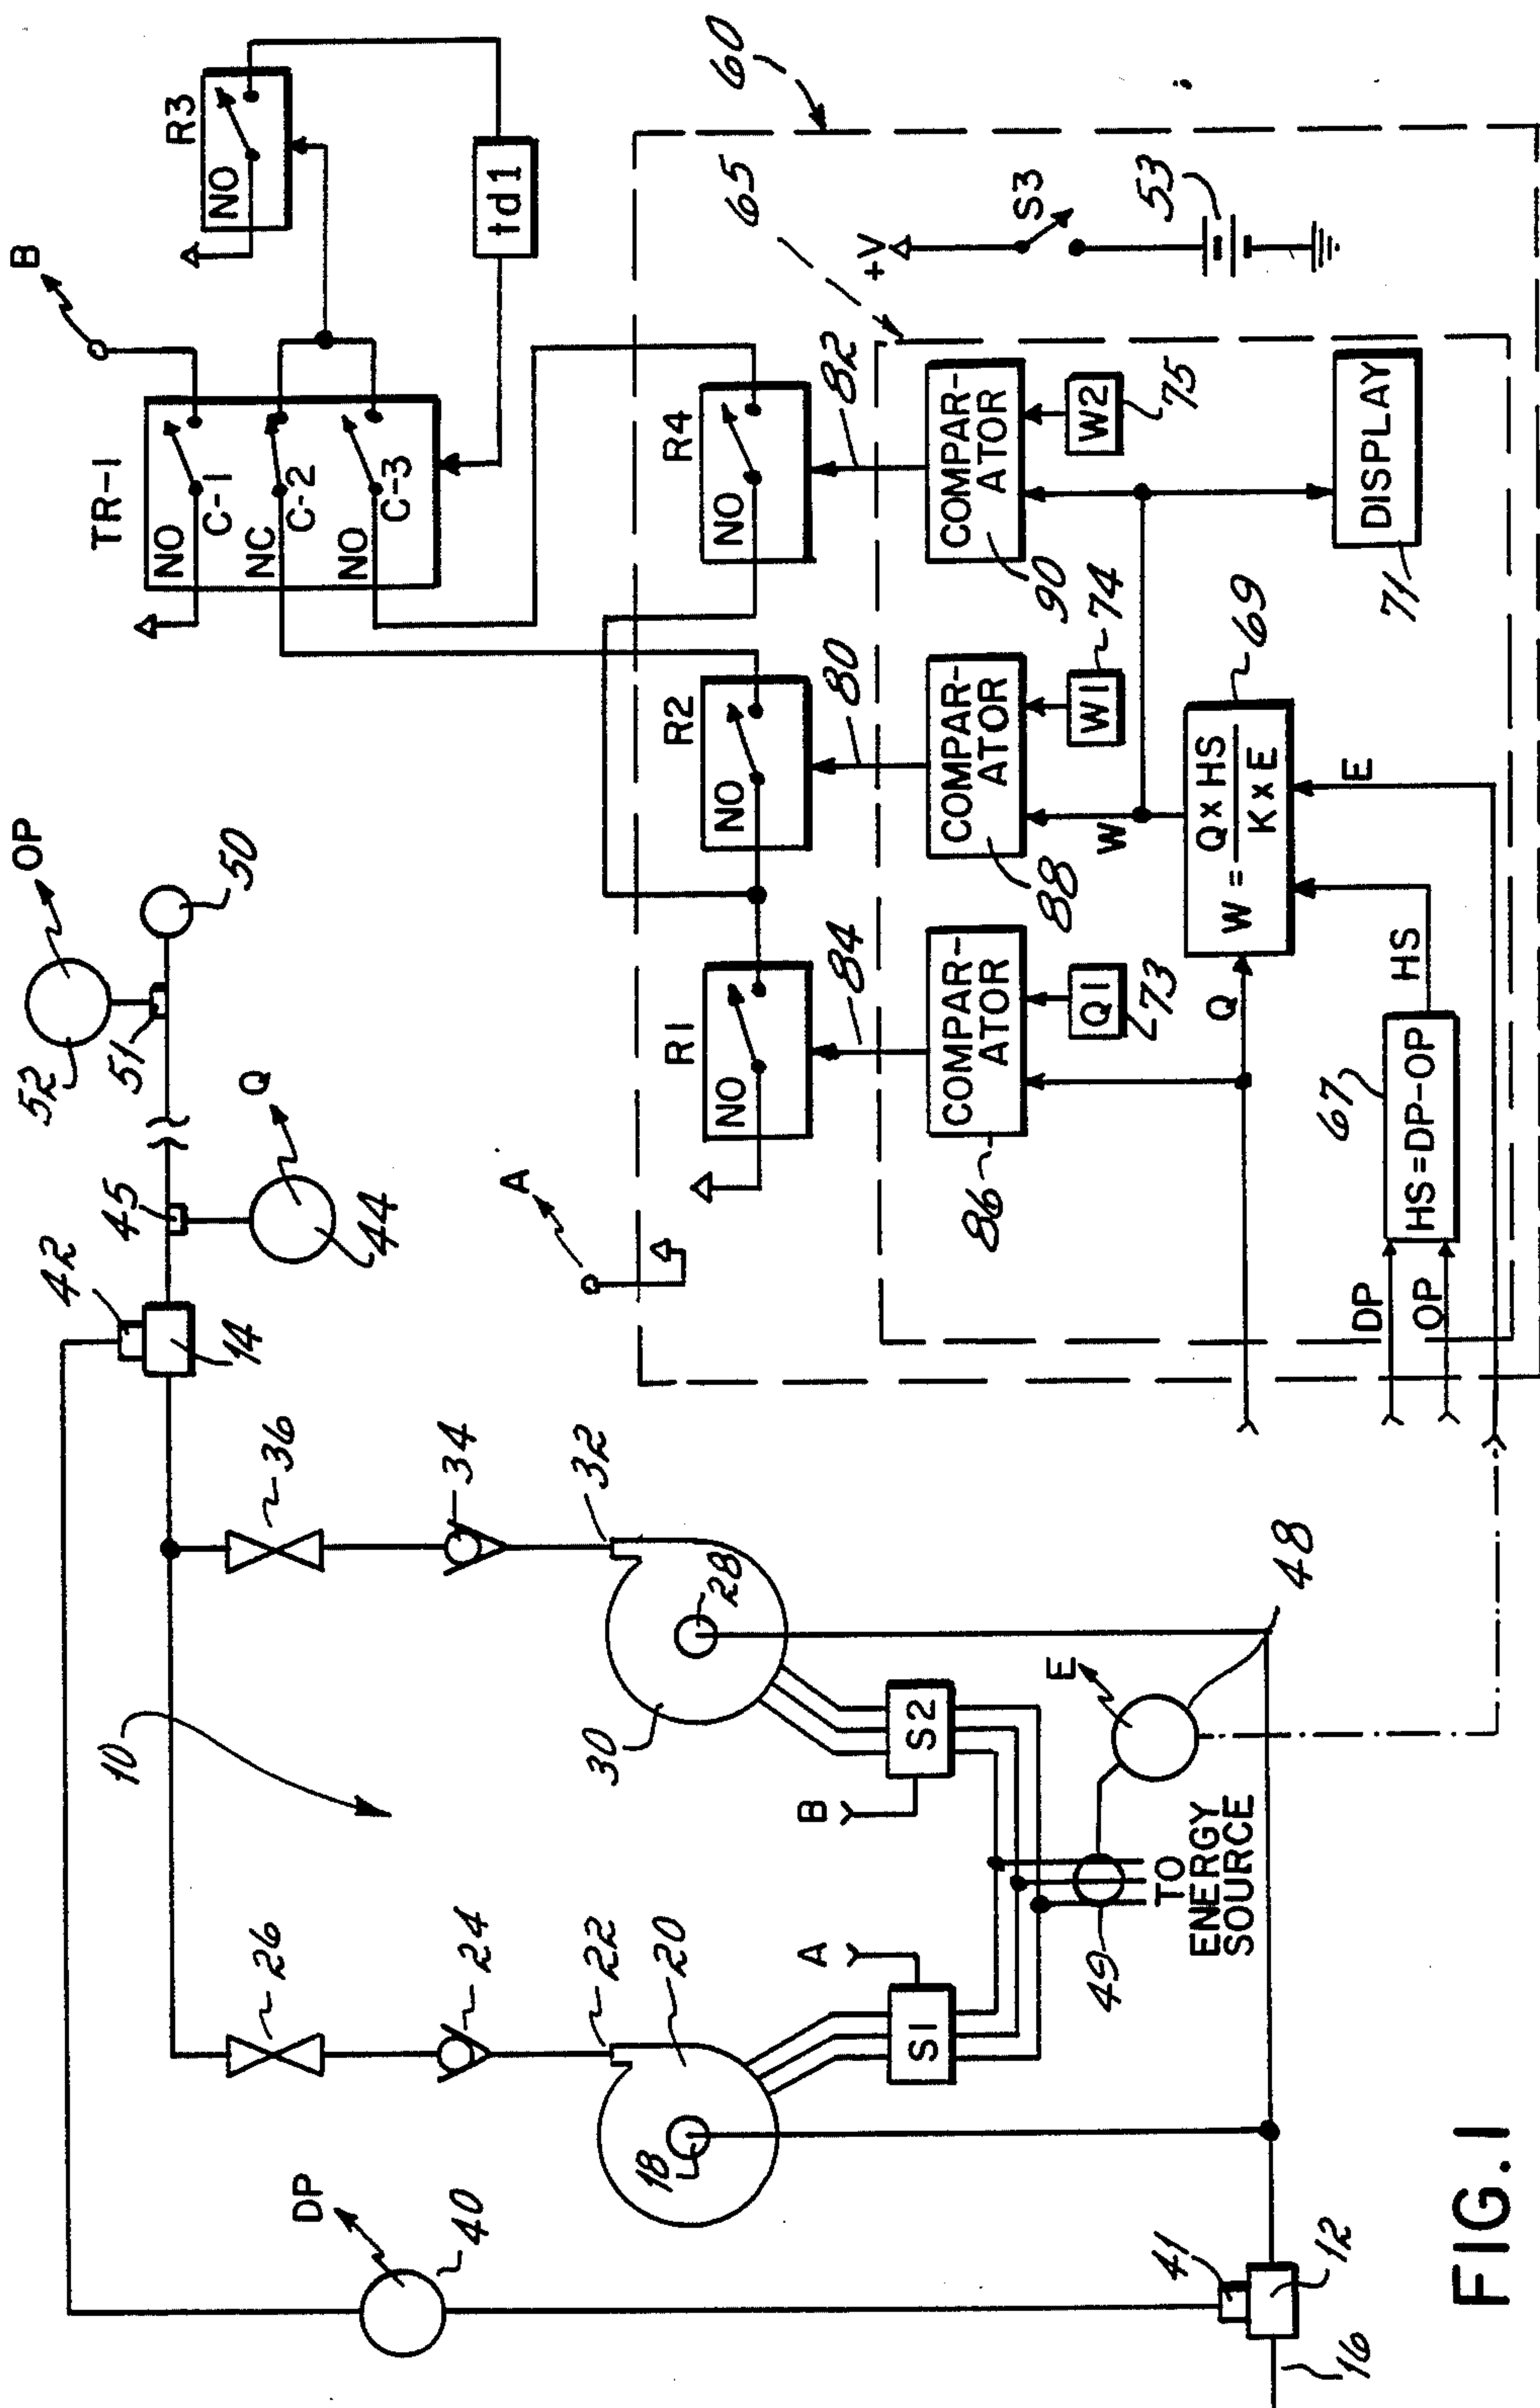 10
DP
40
41
12
16
18
20
22
24
26
28
30
32
34
36
S1
S2
A
B
E
48
49
TO
ENERGY
SOURCE
42
14
45
44
Q
52
OP
51
50
A
B
TR-1
NO
C-1
NC
C-2
NO
C-3
R3
NO
td1
60
65
R1
NO
R2
NO
R4
NO
84
80
82
COMPAR-
ATOR
86
COMPAR-
ATOR
88
COMPAR-
ATOR
90
Q1
73
W1
74
W2
75
+V
S3
53
Q
W
W = Q x HS
K x E
69
DISPLAY
71
67
HS=DP-OP
HS
E
DP
OP
FIG. 1